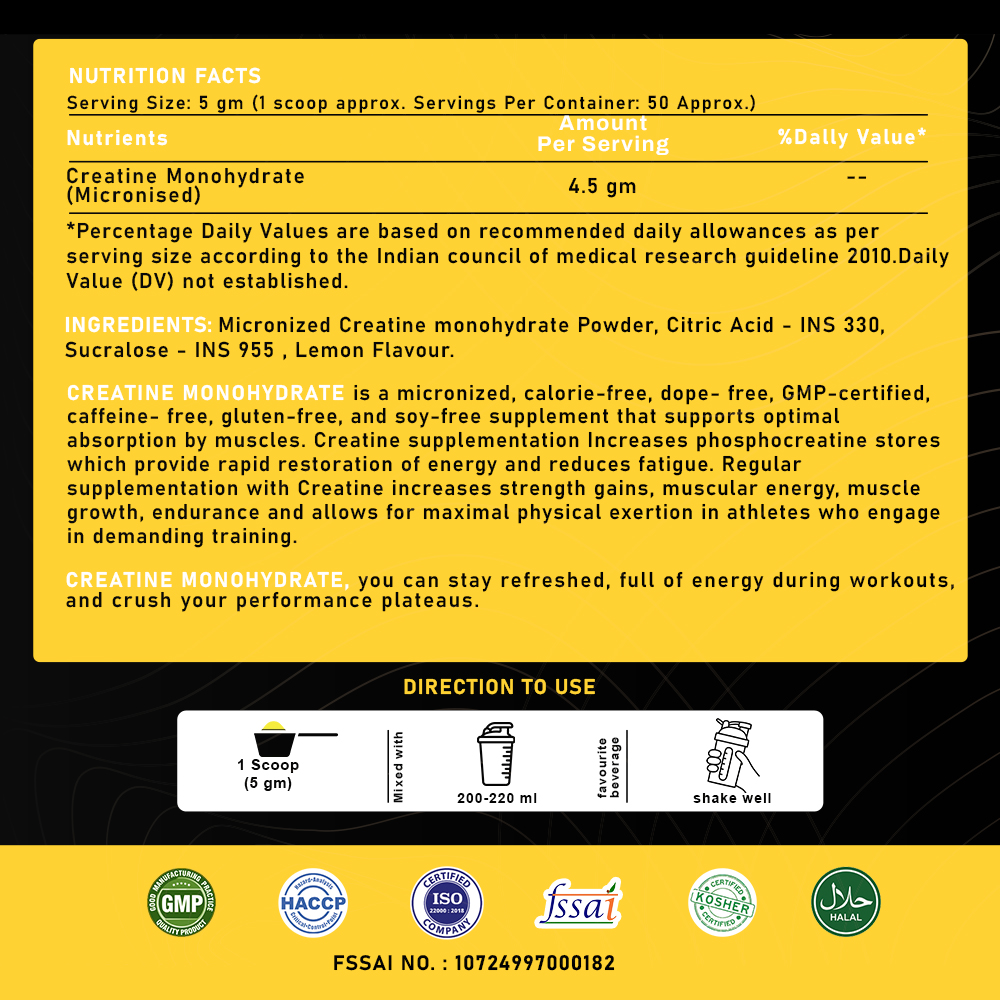 NUTRITION FACTS
Serving Size: 5 gm (1 scoop approx. Servings Per Container: 50 Approx.)
Nutrients
Amount
Per Serving
%Dally Value*
Creatine Monohydrate
(Micronised)
4.5 gm
--
*Percentage Daily Values are based on recommended daily allowances as per
serving size according to the Indian council of medical research guideline 2010.Daily
Value (DV) not established.
INGREDIENTS: Micronized Creatine monohydrate Powder, Citric Acid - INS 330,
Sucralose - INS 955 , Lemon Flavour.
CREATINE MONOHYDRATE is a micronized, calorie-free, dope- free, GMP-certified,
caffeine- free, gluten-free, and soy-free supplement that supports optimal
absorption by muscles. Creatine supplementation Increases phosphocreatine stores
which provide rapid restoration of energy and reduces fatigue. Regular
supplementation with Creatine increases strength gains, muscular energy, muscle
growth, endurance and allows for maximal physical exertion in athletes who engage
in demanding training.
CREATINE MONOHYDRATE, you can stay refreshed, full of energy during workouts,
and crush your performance plateaus.
DIRECTION TO USE
1 Scoop
(5 gm)
Mixed with
200-220 ml
favourite
beverage
shake well
GOOD MANUFACTURING PRACTICE
GMP
QUALITY PRODUCT
Hazard-Analysis
HACCP
Critical-Control-Point
CERTIFIED
ISO
22000 : 2018
COMPANY
fssai
CERTIFIED
KOSHER
CERTIFIED
حلال
HALAL
FSSAI NO. : 10724997000182